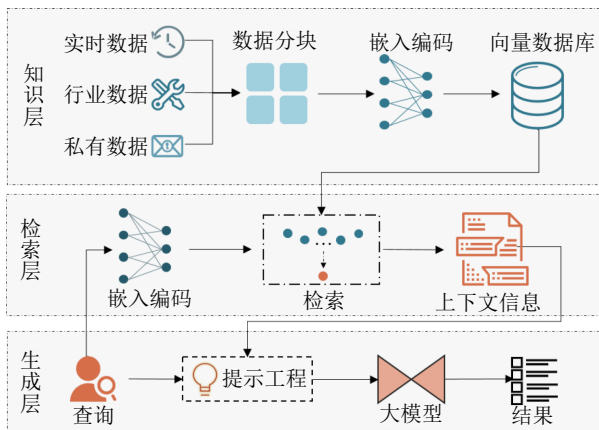 知识层
实时数据
行业数据
私有数据
数据分块
嵌入编码
向量数据库
检索层
嵌入编码
...
检索
上下文信息
生成层
查询
提示工程
大模型
结果